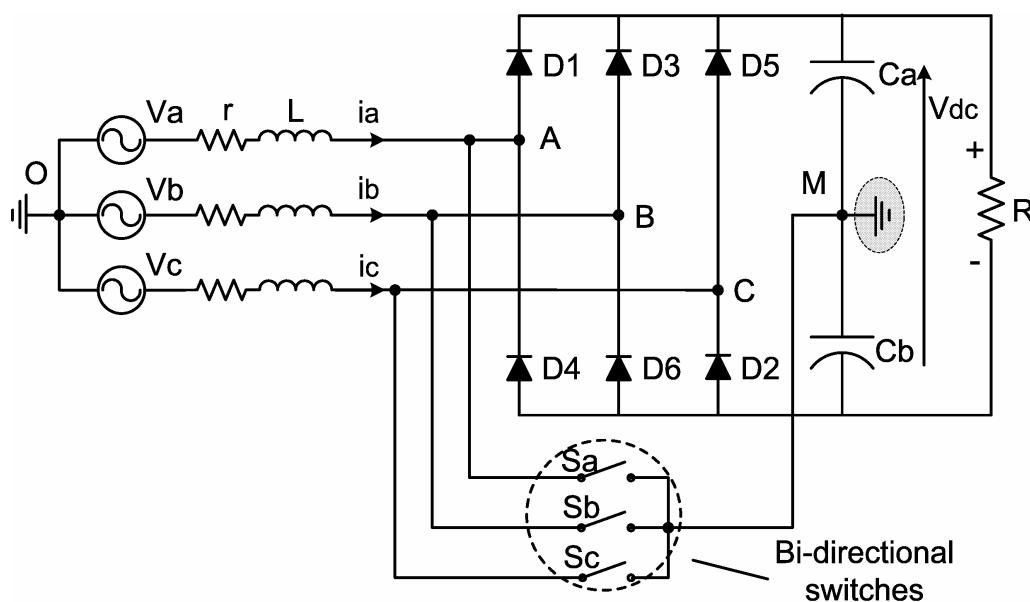 D1 D3 D5 Ca
Va r L ia
Vdc
A
O
+
M
Vb ib
R
B
Vc ic
-
C
Cb
D4 D6 D2
Sa
Sb
Sc
Bi-directional
switches